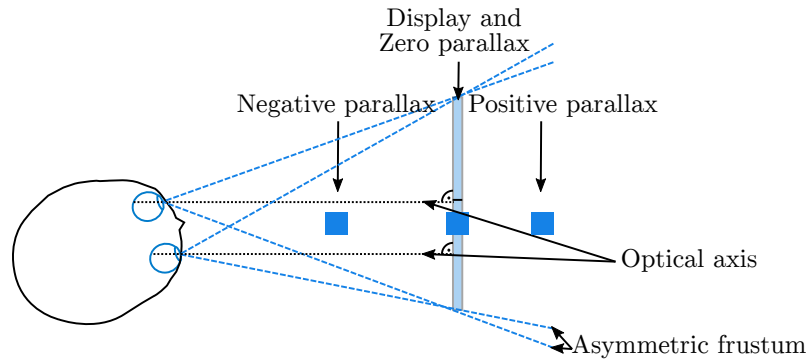 Display and
Zero parallax
Negative parallax
Positive parallax
Optical axis
Asymmetric frustum